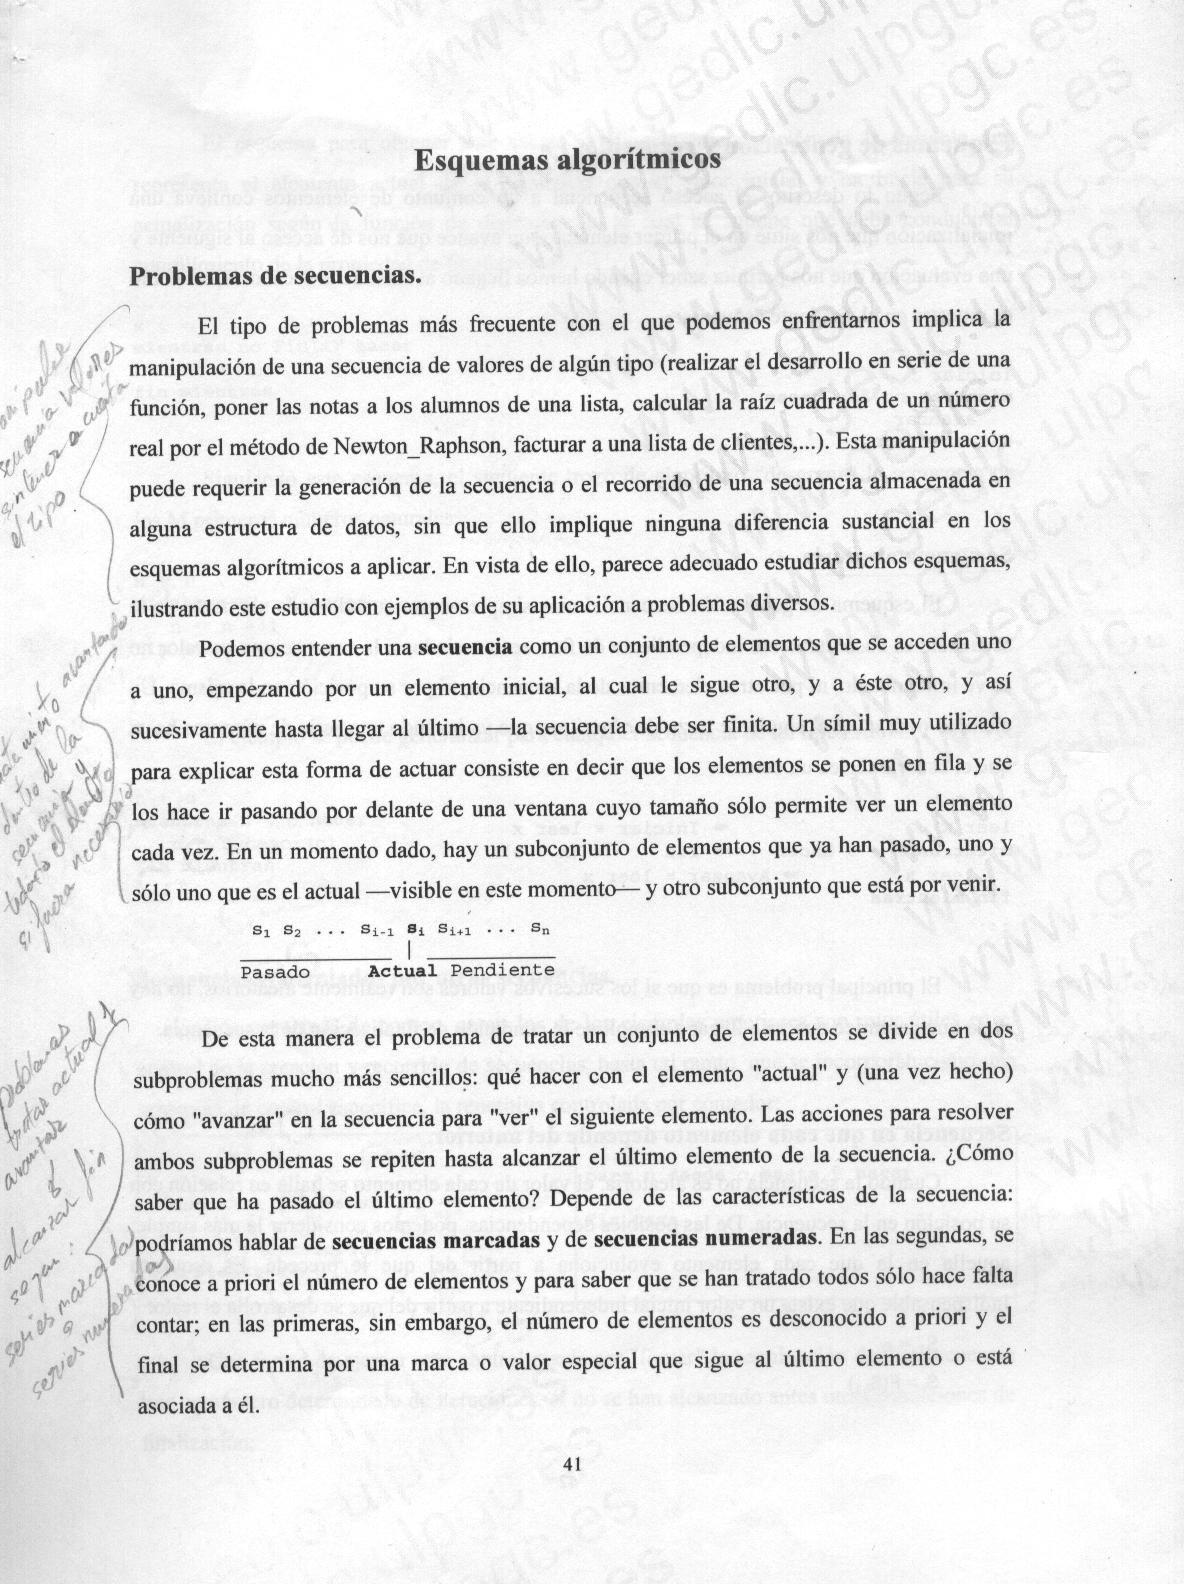 Esquemas algorítmicos
Problemas de secuencias.
El tipo de problemas más frecuente con el que podemos enfrentarnos implica la
manipulación de una secuencia de valores de algún tipo (realizar el desarrollo en serie de una
función, poner las notas a los alumnos de una lista, calcular la raíz cuadrada de un número
real por el método de Newton_Raphson, facturar a una lista de clientes,...). Esta manipulación
puede requerir la generación de la secuencia o el recorrido de una secuencia almacenada en
alguna estructura de datos, sin que ello implique ninguna diferencia sustancial en los
esquemas algorítmicos a aplicar. En vista de ello, parece adecuado estudiar dichos esquemas,
ilustrando este estudio con ejemplos de su aplicación a problemas diversos.
secuencia valores
sin tener a cuenta
el tipo
Podemos entender una secuencia como un conjunto de elementos que se acceden uno
a uno, empezando por un elemento inicial, al cual le sigue otro, y a éste otro, y así
sucesivamente hasta llegar al último —la secuencia debe ser finita. Un símil muy utilizado
para explicar esta forma de actuar consiste en decir que los elementos se ponen en fila y se
los hace ir pasando por delante de una ventana cuyo tamaño sólo permite ver un elemento
cada vez. En un momento dado, hay un subconjunto de elementos que ya han pasado, uno y
sólo uno que es el actual —visible en este momento— y otro subconjunto que está por venir.
dentro de la
secuencia y
si fuera necesario
S1 S2 ... Si-1 Si Si+1 ... Sn
Pasado Actual Pendiente
De esta manera el problema de tratar un conjunto de elementos se divide en dos
subproblemas mucho más sencillos: qué hacer con el elemento "actual" y (una vez hecho)
cómo "avanzar" en la secuencia para "ver" el siguiente elemento. Las acciones para resolver
ambos subproblemas se repiten hasta alcanzar el último elemento de la secuencia. ¿Cómo
saber que ha pasado el último elemento? Depende de las características de la secuencia:
podríamos hablar de secuencias marcadas y de secuencias numeradas. En las segundas, se
conoce a priori el número de elementos y para saber que se han tratado todos sólo hace falta
contar; en las primeras, sin embargo, el número de elementos es desconocido a priori y el
final se determina por una marca o valor especial que sigue al último elemento o está
asociada a él.
problemas
tratar actual y
avanzar
alcanzar fin
segun:
series marcadas
o
series numeradas
41
www.gedlc.ulpgc.es